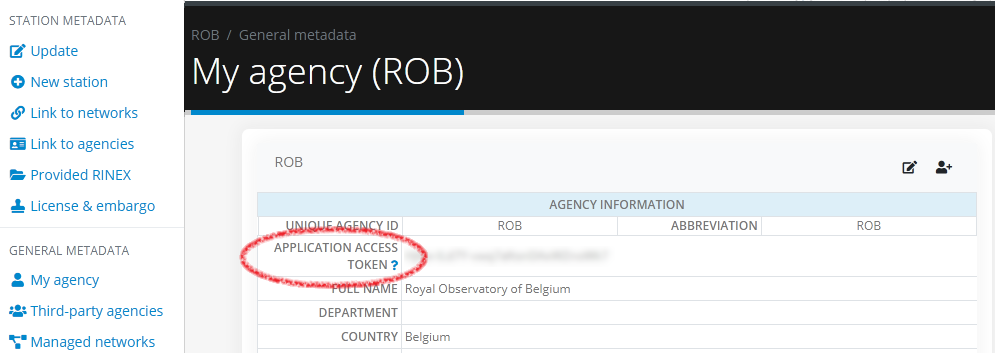 STATION METADATA
Update
New station
Link to networks
Link to agencies
Provided RINEX
License & embargo
GENERAL METADATA
My agency
Third-party agencies
Managed networks
ROB / General metadata
My agency (ROB)
ROB
AGENCY INFORMATION
UNIQUE AGENCY ID ROB ABBREVIATION ROB
APPLICATION ACCESS
TOKEN ?
FULL NAME Royal Observatory of Belgium
DEPARTMENT
COUNTRY Belgium